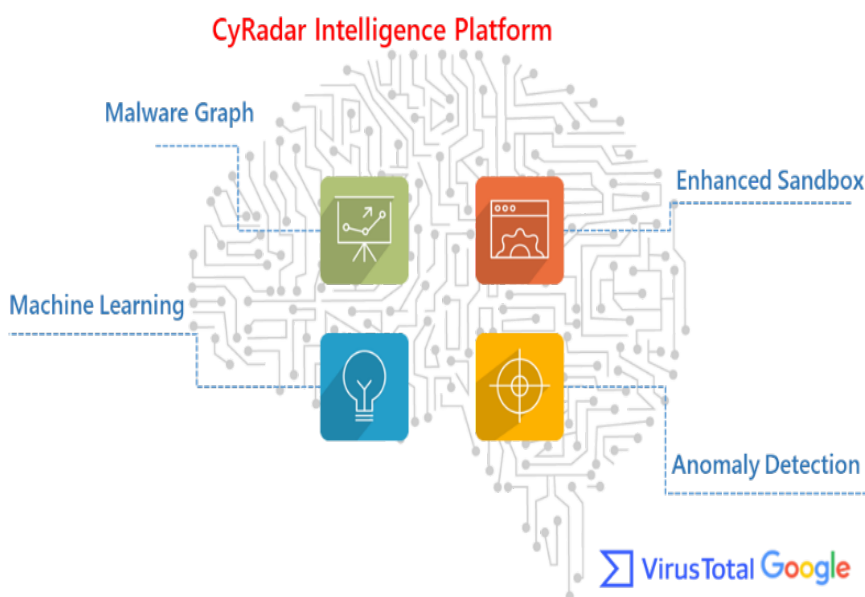 CyRadar Intelligence Platform
Malware Graph
Enhanced Sandbox
Machine Learning
Anomaly Detection
VirusTotal Google